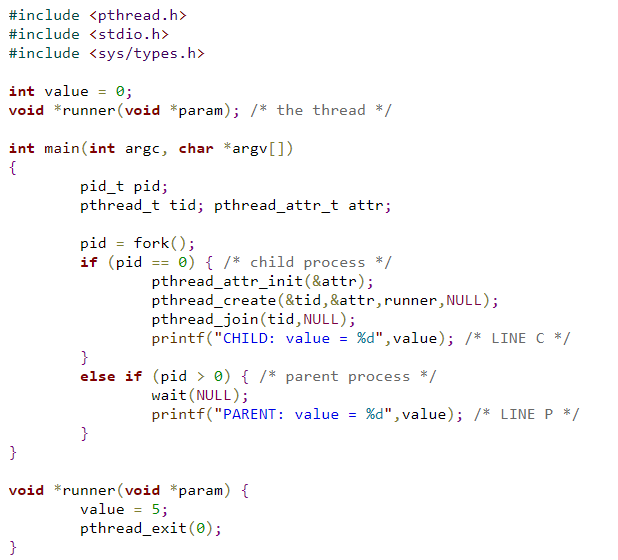 #include <pthread.h>
#include <stdio.h>
#include <sys/types.h>

int value = 0;
void *runner(void *param); /* the thread */

int main(int argc, char *argv[])
{
        pid_t pid;
        pthread_t tid; pthread_attr_t attr;

        pid = fork();
        if (pid == 0) { /* child process */
                pthread_attr_init(&attr);
                pthread_create(&tid,&attr,runner,NULL);
                pthread_join(tid,NULL);
                printf("CHILD: value = %d",value); /* LINE C */
        }
        else if (pid > 0) { /* parent process */
                wait(NULL);
                printf("PARENT: value = %d",value); /* LINE P */
        }
}

void *runner(void *param) {
        value = 5;
        pthread_exit(0);
}